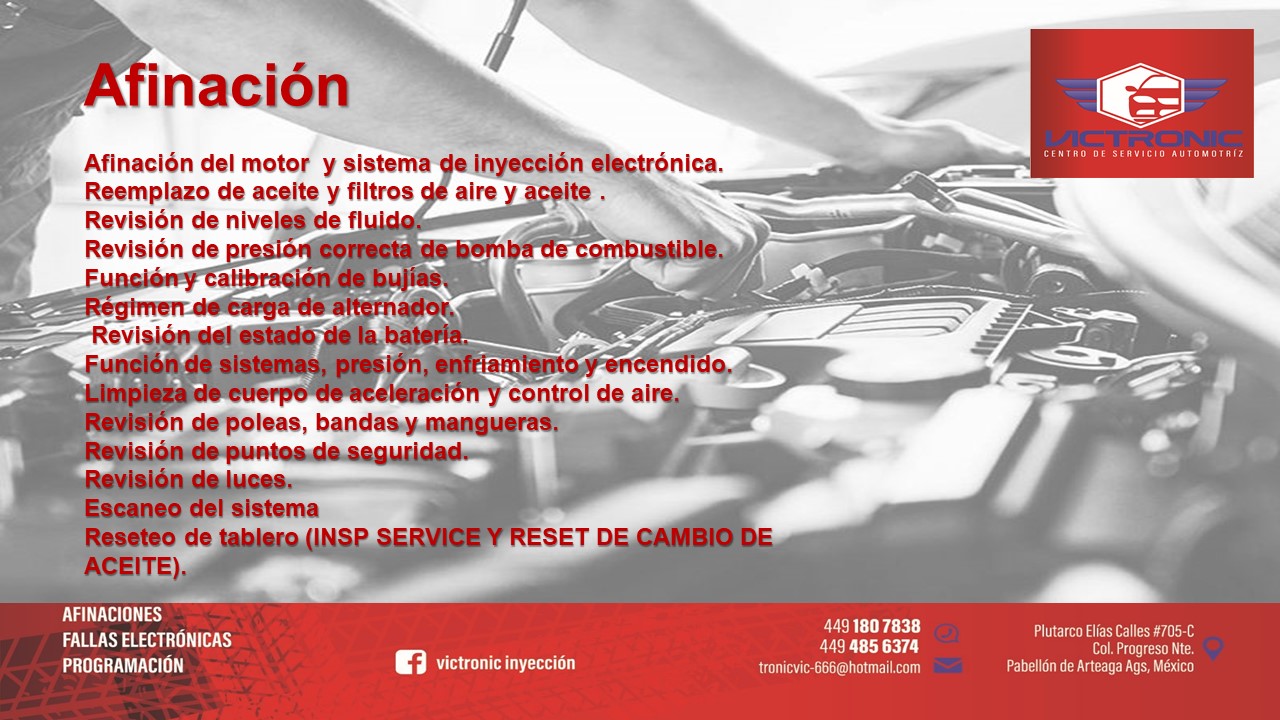 Afinación
VICTRONIC
CENTRO DE SERVICIO AUTOMOTRÍZ
Afinación del motor  y sistema de inyección electrónica.
Reemplazo de aceite y filtros de aire y aceite .
Revisión de niveles de fluido.
Revisión de presión correcta de bomba de combustible.
Función y calibración de bujías.
Régimen de carga de alternador.
Revisión del estado de la batería.
Función de sistemas, presión, enfriamiento y encendido.
Limpieza de cuerpo de aceleración y control de aire.
Revisión de poleas, bandas y mangueras.
Revisión de puntos de seguridad.
Revisión de luces.
Escaneo del sistema
Reseteo de tablero (INSP SERVICE Y RESET DE CAMBIO DE
ACEITE).
AFINACIONES
FALLAS ELECTRÓNICAS
PROGRAMACIÓN
victronic inyección
449 180 7838
449 485 6374
tronicvic-666@hotmail.com
Plutarco Elías Calles #705-C
Col. Progreso Nte.
Pabellón de Arteaga Ags, México